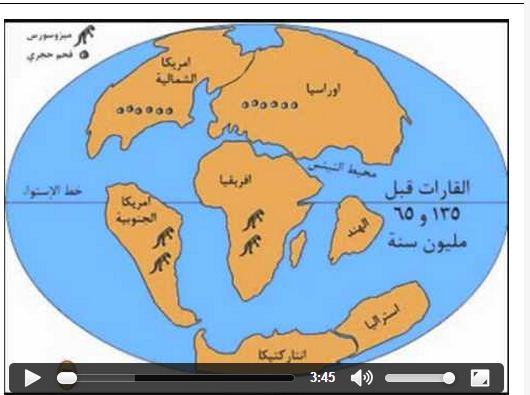 ميزوسورس
فحم حجري
امريكا
الشمالية
اوراسيا
محيط التيثس
افريقيا
خط الإستواء
امريكا
الجنوبية
الهند
القارات قبل
١٣٥ و ٦٥
مليون سنة
استراليا
انتاركتيكا
3:45